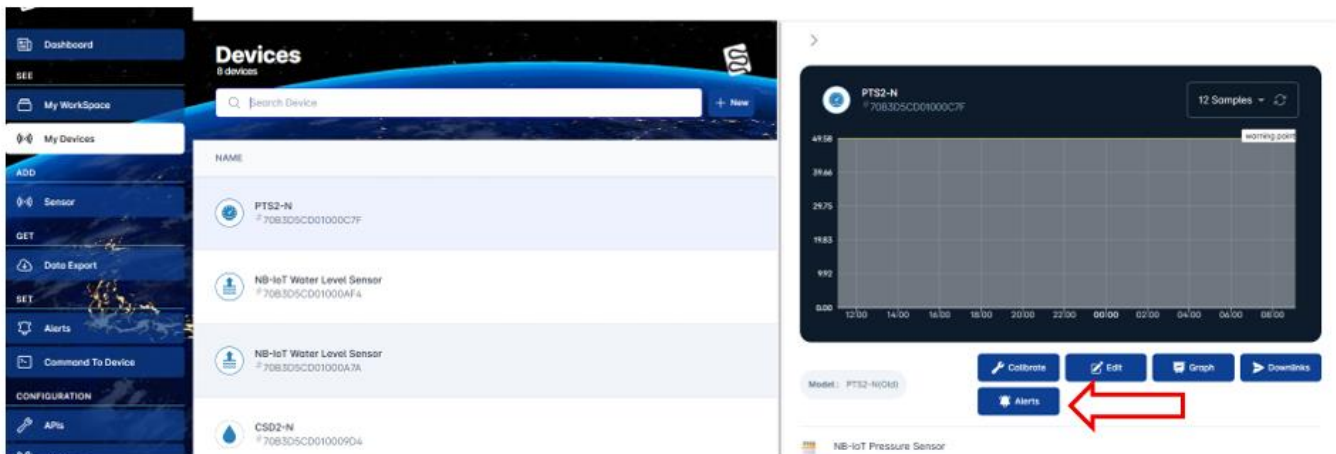 Dashboard
SEE
My WorkSpace
My Devices
ADD
Sensor
GET
Data Export
SET
Alerts
Command To Device
CONFIGURATION
APIs
Devices
8 devices
Search Device
+ New
NAME
PTS2-N
#70B3D5CD01000C7F
NB-IoT Water Level Sensor
#70B3D5CD01000AF4
NB-IoT Water Level Sensor
#70B3D5CD01000A7A
CSD2-N
#70B3D5CD010009D4
PTS2-N
#70B3D5CD01000C7F
12 Samples
warning point
49.58
39.66
29.75
19.83
9.92
0.00
12:00 14:00 16:00 18:00 20:00 22:00 00:00 02:00 04:00 06:00 08:00
Calibrate
Edit
Graph
Downlinks
Model: PTS2-N(Old)
Alerts
NB-IoT Pressure Sensor